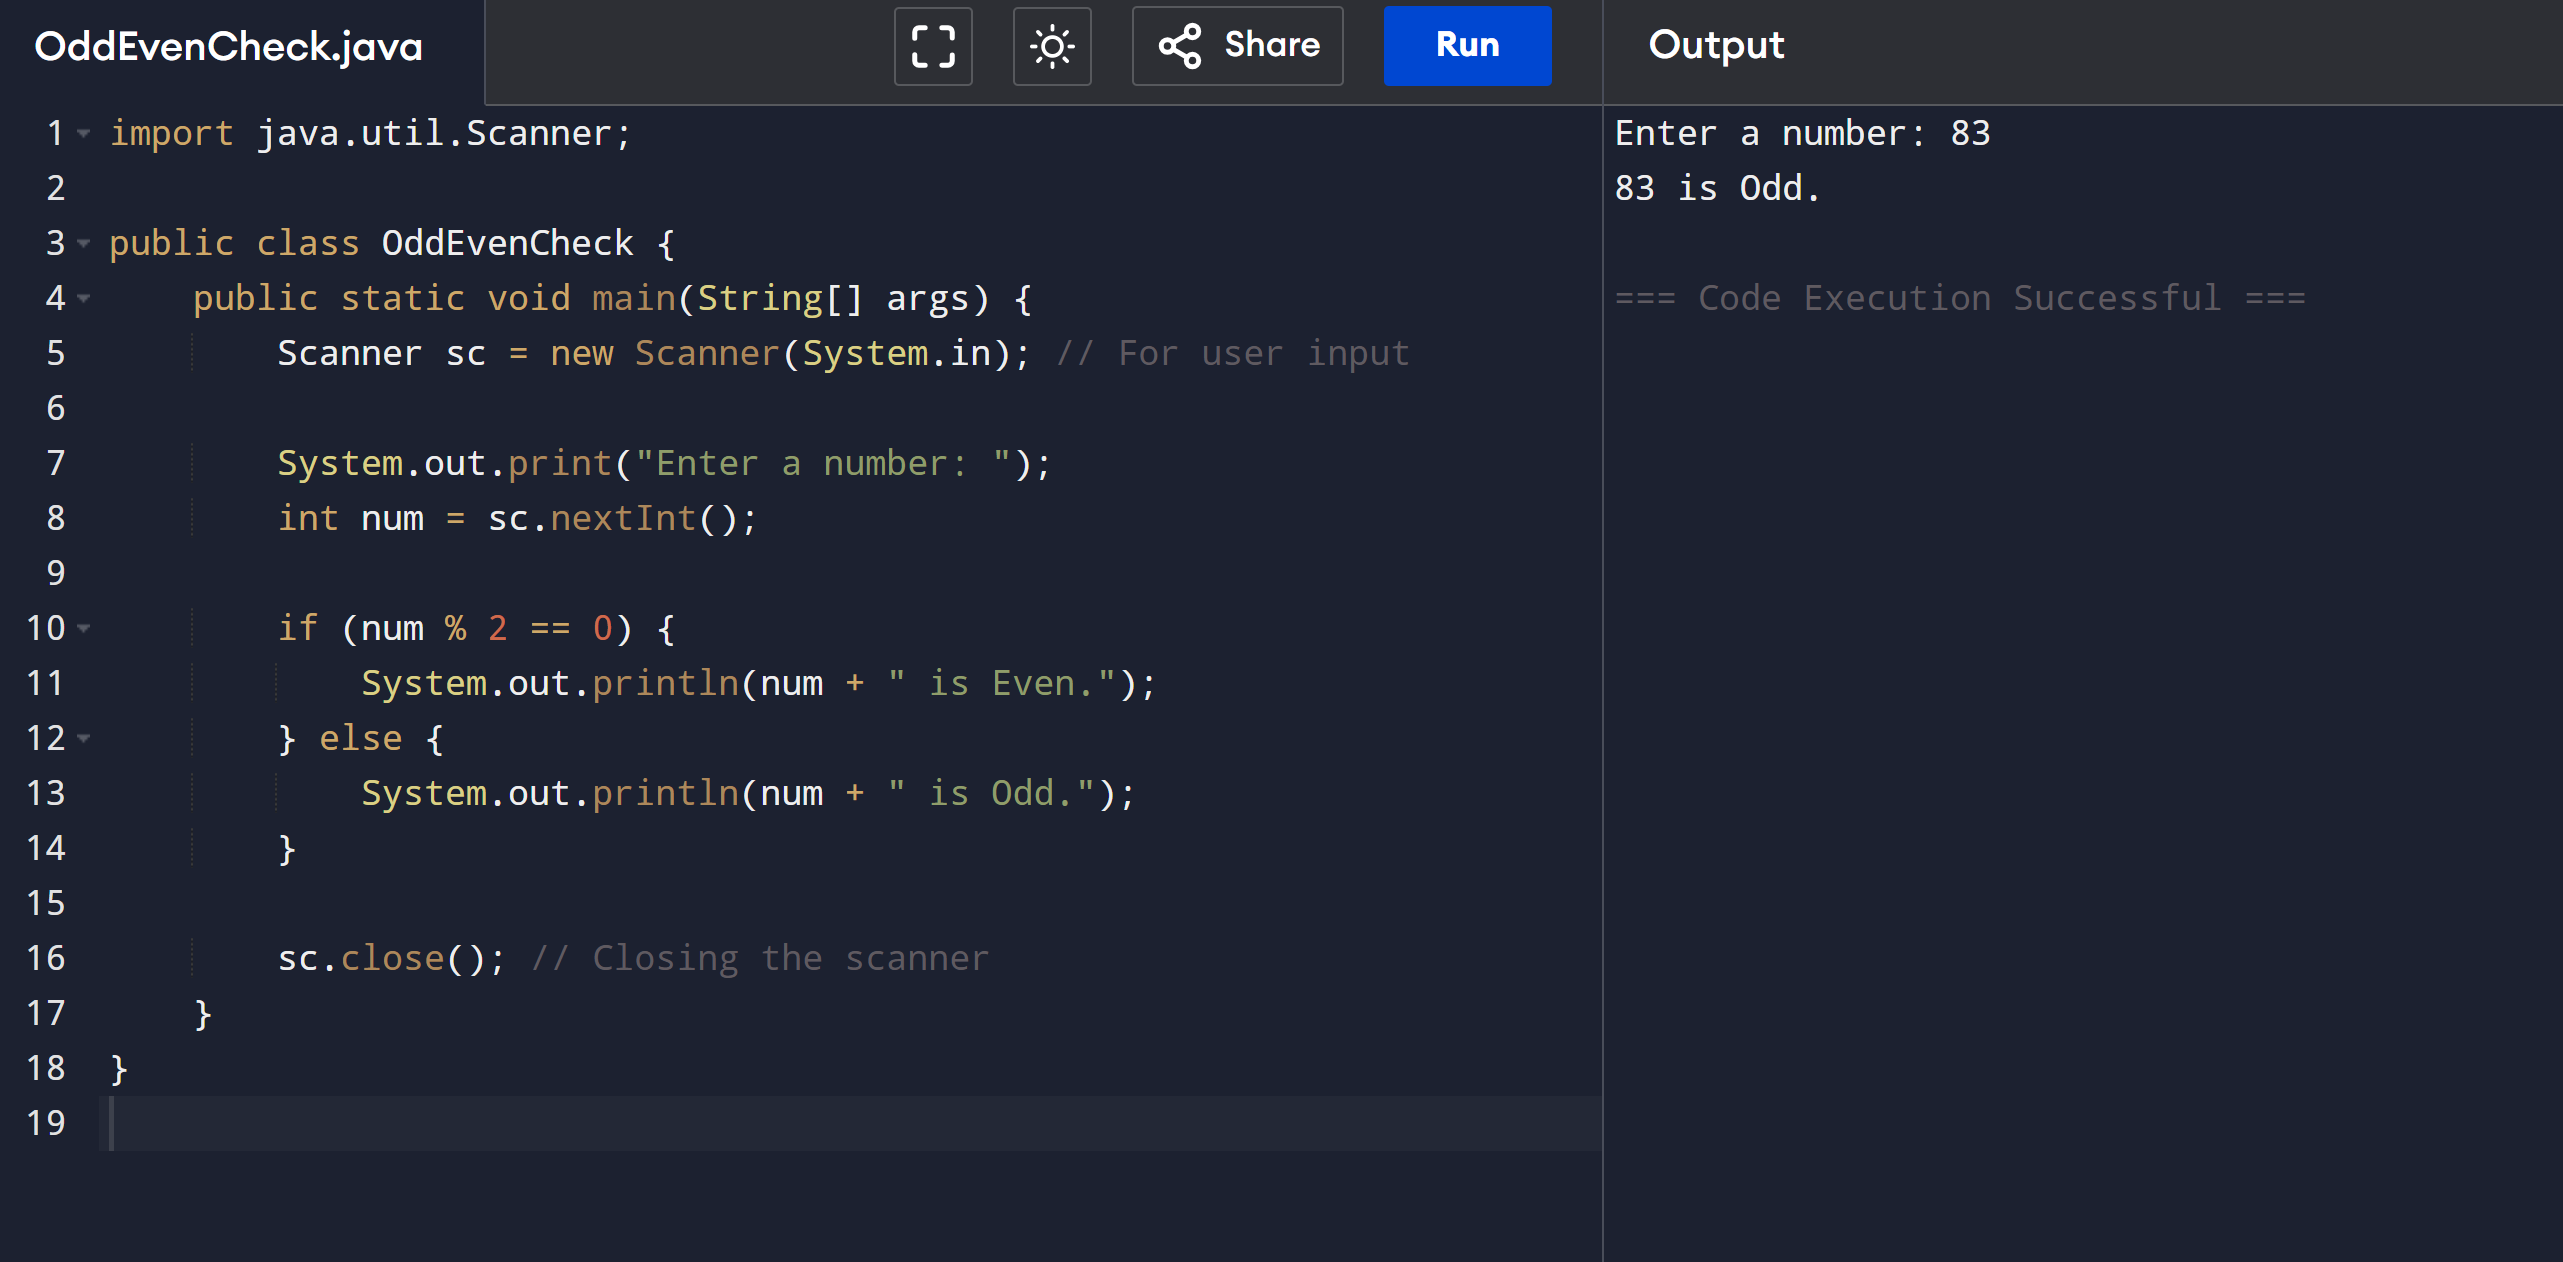 OddEvenCheck.java
Share
Run
Output
1 import java.util.Scanner;
2
3 public class OddEvenCheck {
4     public static void main(String[] args) {
5         Scanner sc = new Scanner(System.in); // For user input
6
7         System.out.print("Enter a number: ");
8         int num = sc.nextInt();
9
10         if (num % 2 == 0) {
11             System.out.println(num + " is Even.");
12         } else {
13             System.out.println(num + " is Odd.");
14         }
15
16         sc.close(); // Closing the scanner
17     }
18 }
19
Enter a number: 83
83 is Odd.
=== Code Execution Successful ===